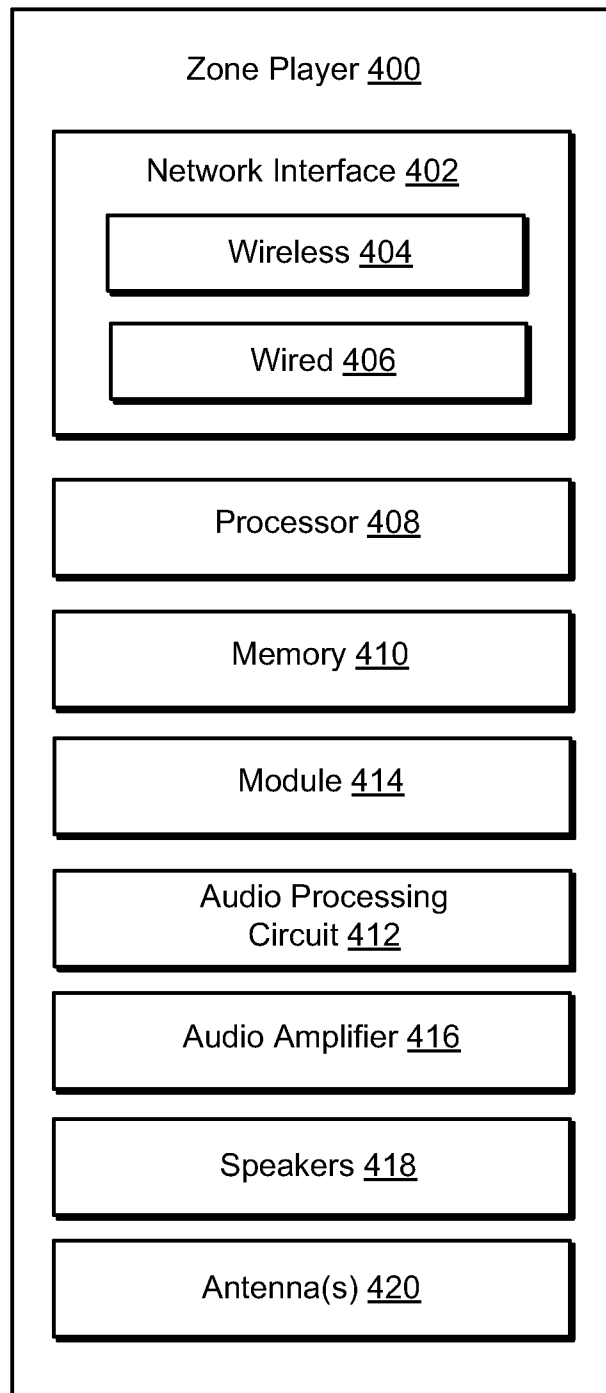 Zone Player 400
Network Interface 402
Wireless 404
Wired 406
Processor 408
Memory 410
Module 414
Audio Processing
Circuit 412
Audio Amplifier 416
Speakers 418
Antenna(s) 420